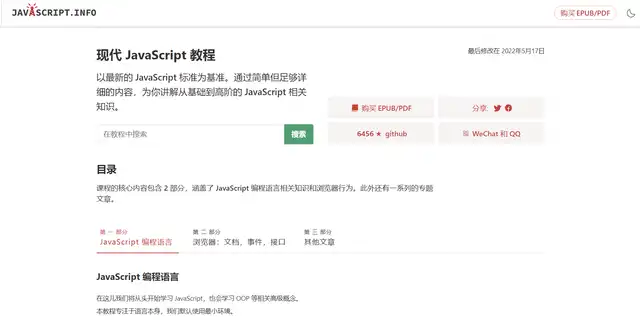 JAVASCRIPT.INFO
购买 EPUB/PDF
现代 JavaScript 教程
最后修改在 2022年5月17日
以最新的 JavaScript 标准为基准。通过简单但足够详
细的内容，为你讲解从基础到高阶的 JavaScript 相关
知识。
购买 EPUB/PDF
分享:
在教程中搜索
搜索
6456 ★ github
WeChat 和 QQ
目录
课程的核心内容包含 2 部分，涵盖了 JavaScript 编程语言相关知识和浏览器行为。此外还有一系列的专题
文章。
第 一 部分
JavaScript 编程语言
第 二 部分
浏览器：文档，事件，接口
第 三 部分
其他文章
JavaScript 编程语言
在这儿我们将从头开始学习 JavaScript，也会学习 OOP 等相关高级概念。
本教程专注于语言本身，我们默认使用最小环境。